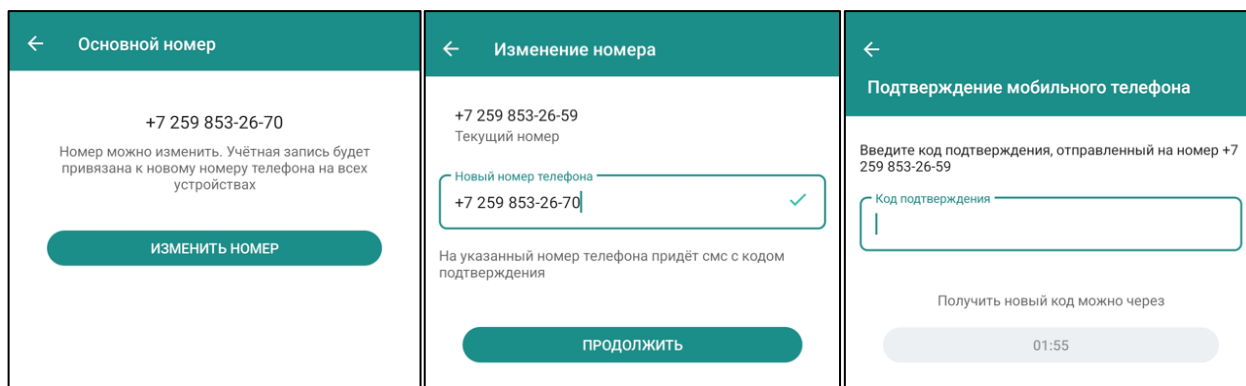 Основной номер
+7 259 853-26-70
Номер можно изменить. Учётная запись будет
привязана к новому номеру телефона на всех
устройствах
ИЗМЕНИТЬ НОМЕР
Изменение номера
+7 259 853-26-59
Текущий номер
Новый номер телефона
+7 259 853-26-70
На указанный номер телефона придёт смс с кодом
подтверждения
ПРОДОЛЖИТЬ
Подтверждение мобильного телефона
Введите код подтверждения, отправленный на номер +7
259 853-26-59
Код подтверждения
Получить новый код можно через
01:55